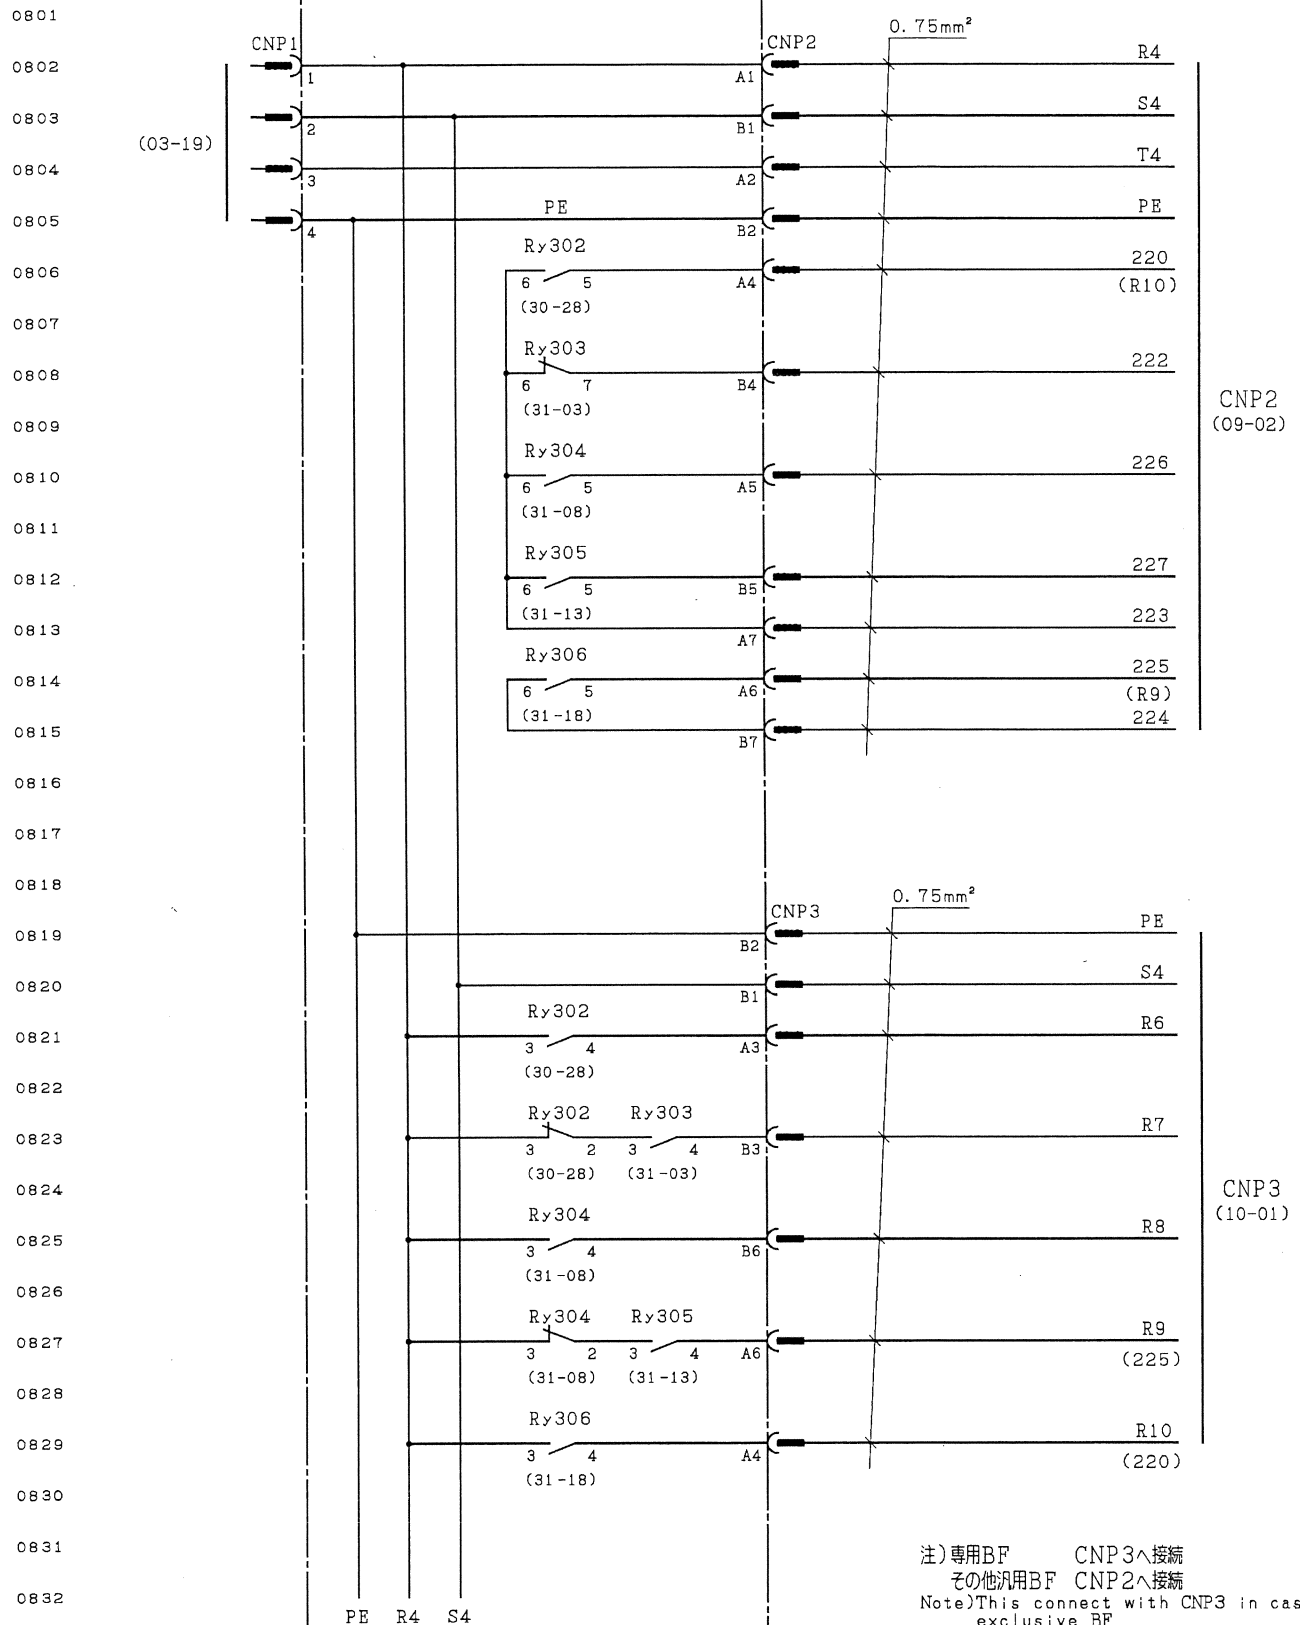 0801
0.75mm²
CNP1 CNP2
0802 1 A1 R4
0803 2 B1 S4
(03-19)
0804 3 A2 T4
0805 4 PE B2 PE
Ry302
0806 6 5 A4 220
(30-28) (R10)
0807
Ry303
0808 6 7 B4 222
(31-03) CNP2
0809 (09-02)
Ry304
0810 6 5 A5 226
(31-08)
0811
Ry305
0812 6 5 B5 227
(31-13)
0813 A7 223
Ry306
0814 6 5 A6 225
(31-18) (R9)
0815 B7 224
0816
0817
0818
0.75mm²
CNP3
0819 B2 PE
0820 B1 S4
Ry302
0821 3 4 A3 R6
(30-28)
0822
Ry302 Ry303
0823 3 2 3 4 B3 R7
(30-28) (31-03)
0824 CNP3
(10-01)
Ry304
0825 3 4 B6 R8
(31-08)
0826
Ry304 Ry305
0827 3 2 3 4 A6 R9
(31-08) (31-13) (225)
0828
Ry306
0829 3 4 A4 R10
(31-18) (220)
0830
0831
0832
PE R4 S4
注)専用BF CNP3へ接続
その他汎用BF CNP2へ接続
Note)This connect with CNP3 in cas
exclusive BF